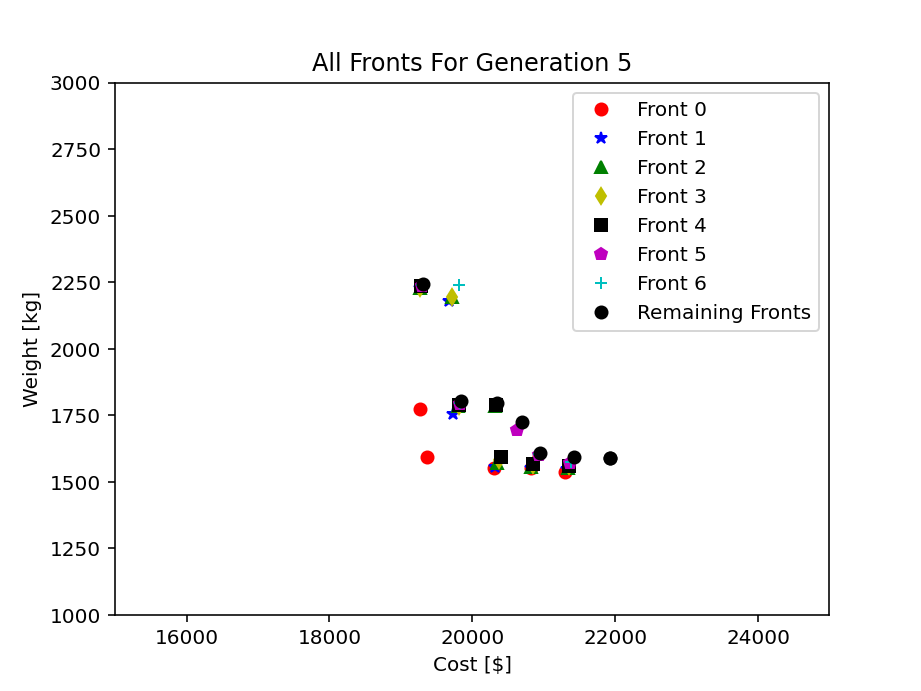 All Fronts For Generation 5
3000
2750
2500
2250
2000
1750
1500
1250
1000
Weight [kg]
16000 18000 20000 22000 24000
Cost [$]
Front 0
Front 1
Front 2
Front 3
Front 4
Front 5
Front 6
Remaining Fronts